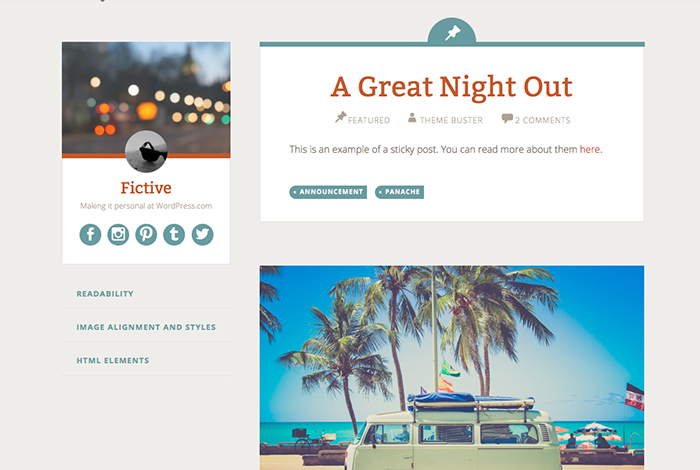 Fictive
Making it personal at WordPress.com
READABILITY
IMAGE ALIGNMENT AND STYLES
HTML ELEMENTS
A Great Night Out
FEATURED THEME BUSTER 2 COMMENTS
This is an example of a sticky post. You can read more about them here.
ANNOUNCEMENT PANACHE